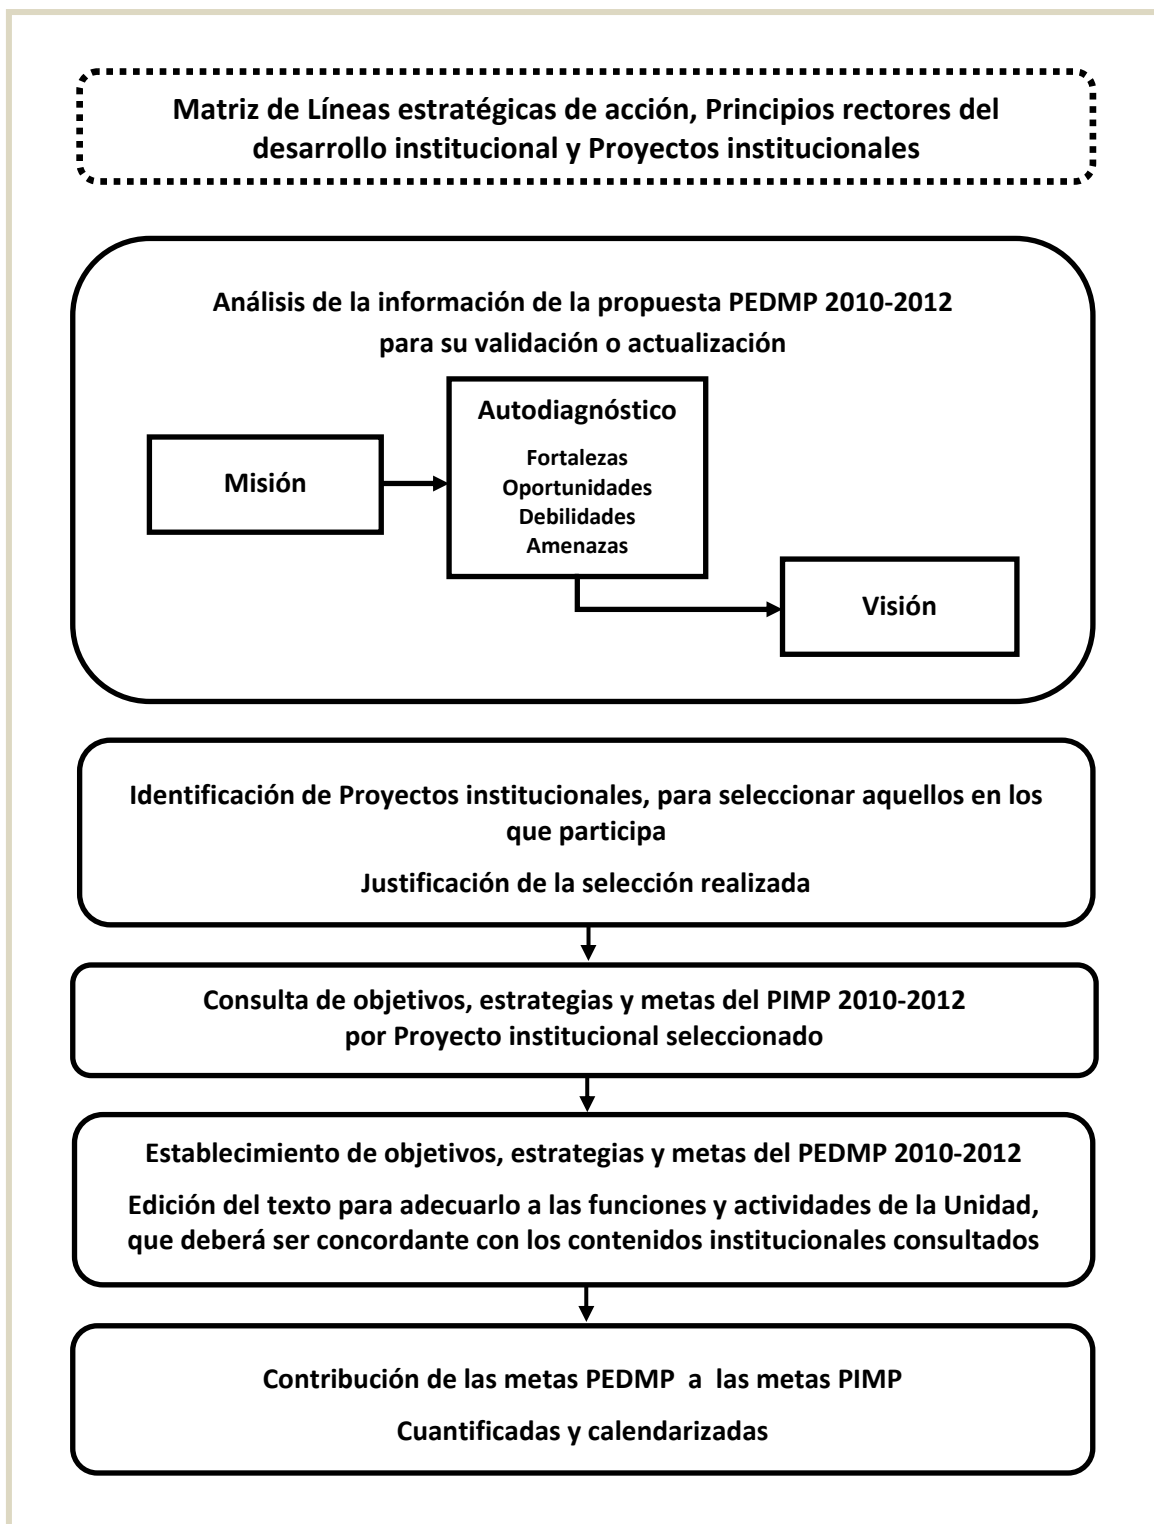 Matriz de Líneas estratégicas de acción, Principios rectores del
desarrollo institucional y Proyectos institucionales
Análisis de la información de la propuesta PEDMP 2010-2012
para su validación o actualización
Misión
Autodiagnóstico
Fortalezas
Oportunidades
Debilidades
Amenazas
Visión
Identificación de Proyectos institucionales, para seleccionar aquellos en los
que participa
Justificación de la selección realizada
Consulta de objetivos, estrategias y metas del PIMP 2010-2012
por Proyecto institucional seleccionado
Establecimiento de objetivos, estrategias y metas del PEDMP 2010-2012
Edición del texto para adecuarlo a las funciones y actividades de la Unidad,
que deberá ser concordante con los contenidos institucionales consultados
Contribución de las metas PEDMP a las metas PIMP
Cuantificadas y calendarizadas